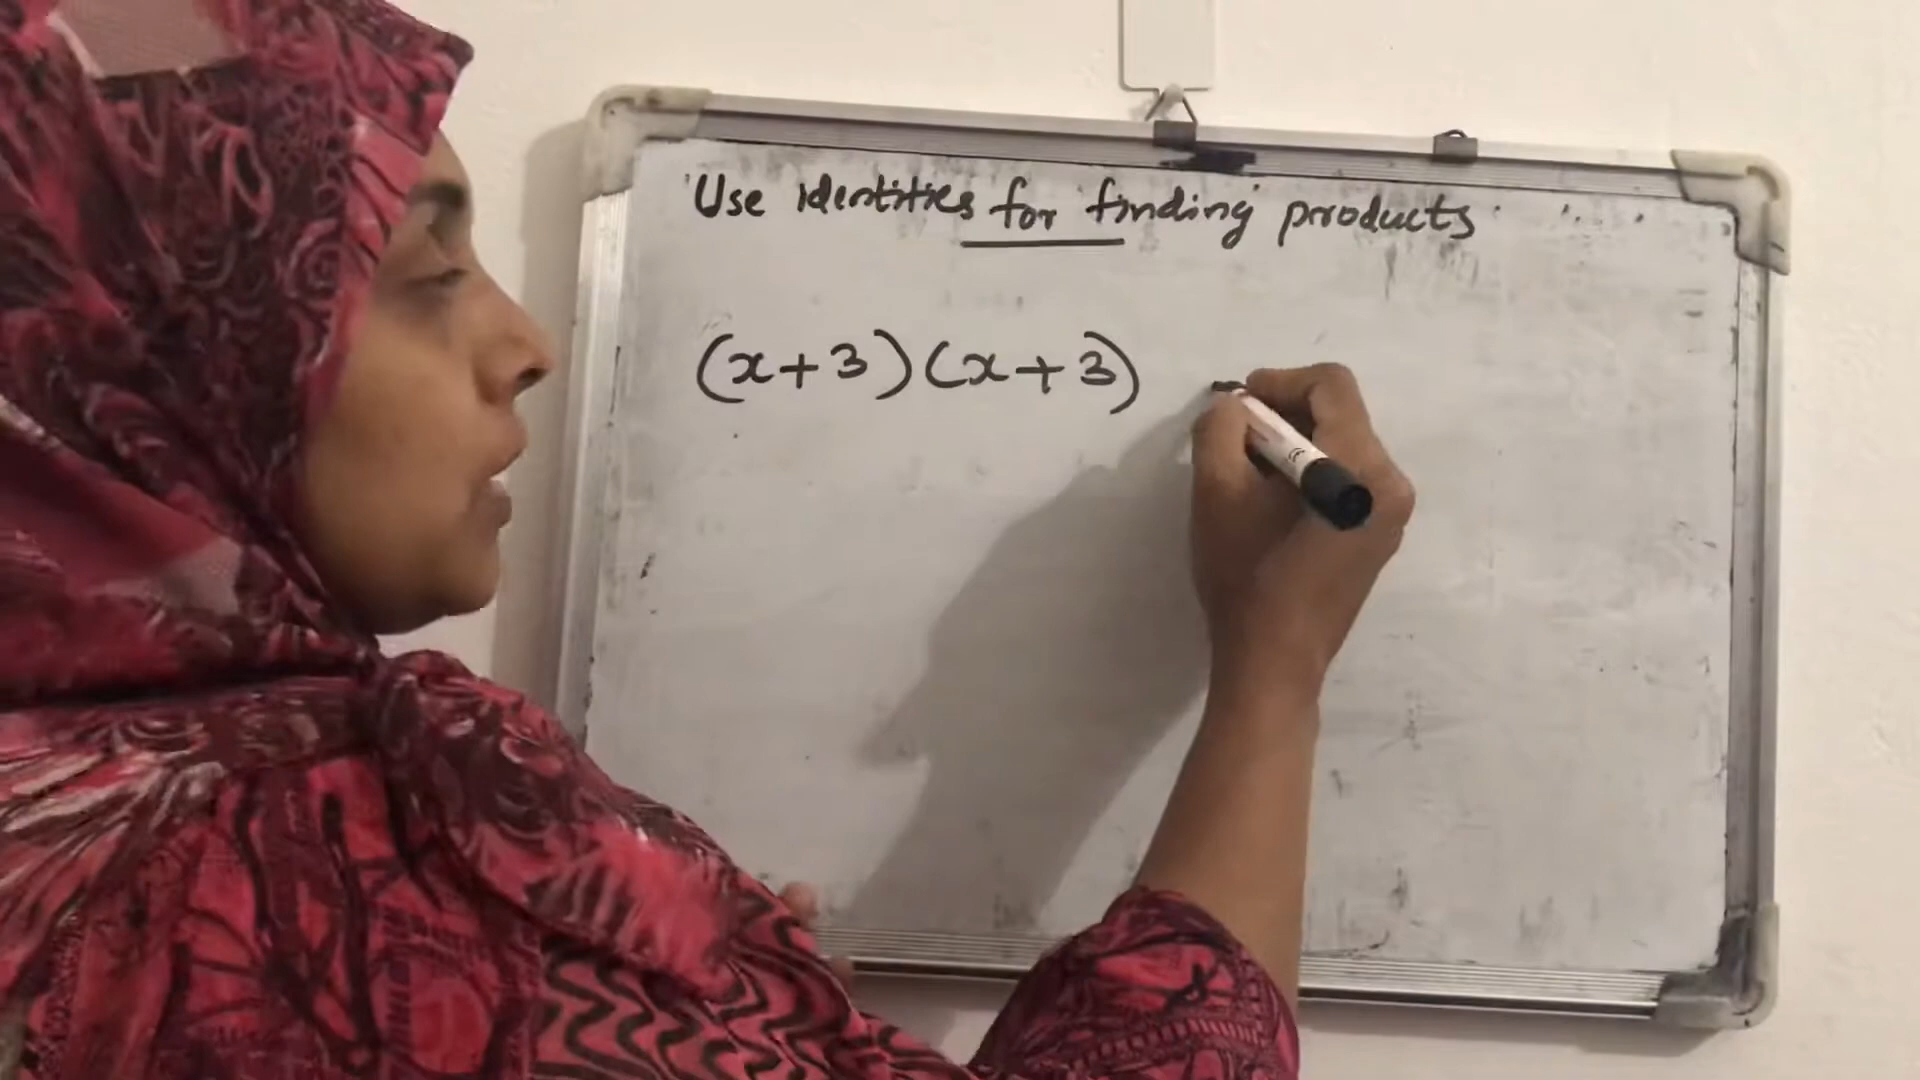 Use identities for finding products
(x+3)(x+3)